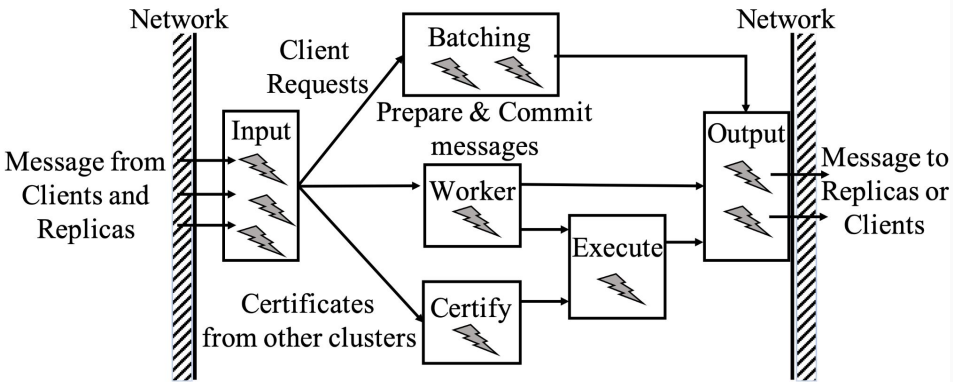 Network
Network
Client
Requests
Batching
Prepare & Commit
messages
Input
Output
Message from
Clients and
Replicas
Worker
Execute
Message to
Replicas or
Clients
Certificates
from other clusters
Certify